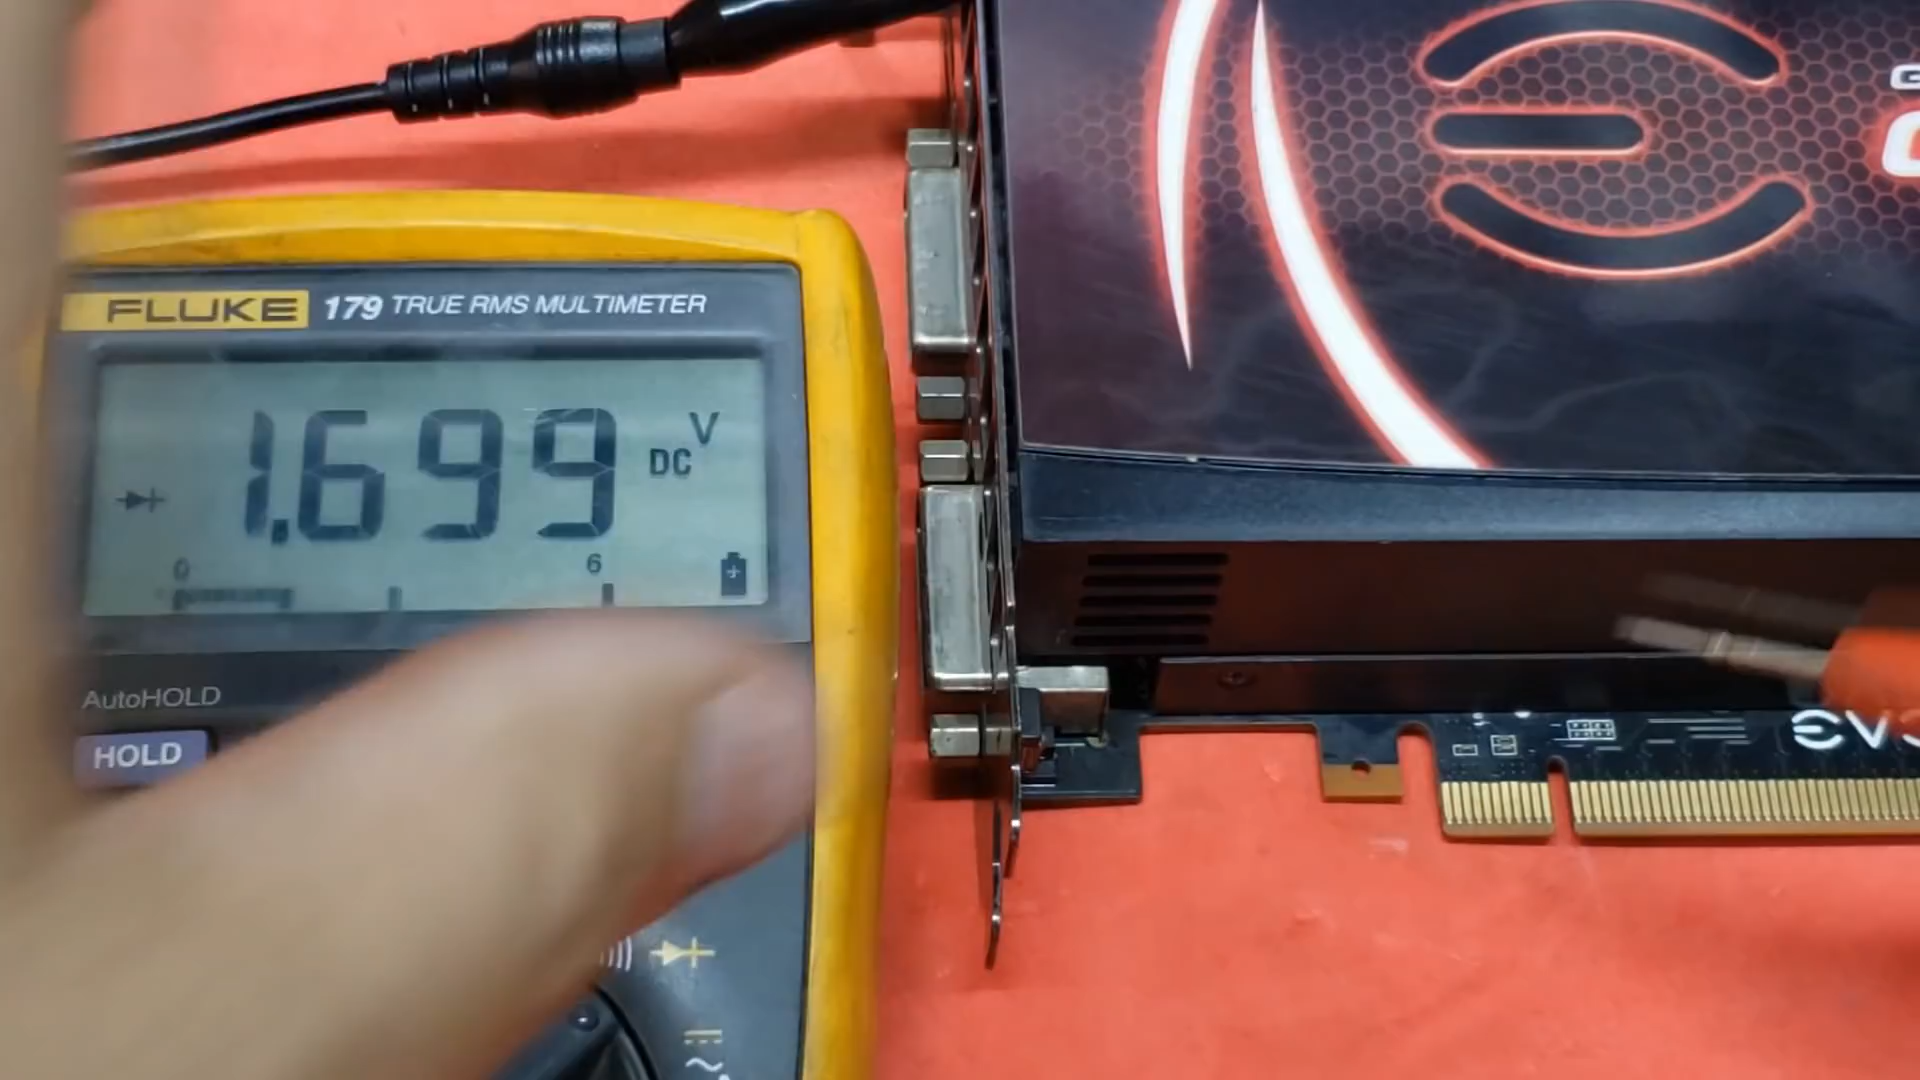 FLUKE 179 TRUE RMS MULTIMETER
1.699 V
DC
0 6
AutoHOLD
HOLD